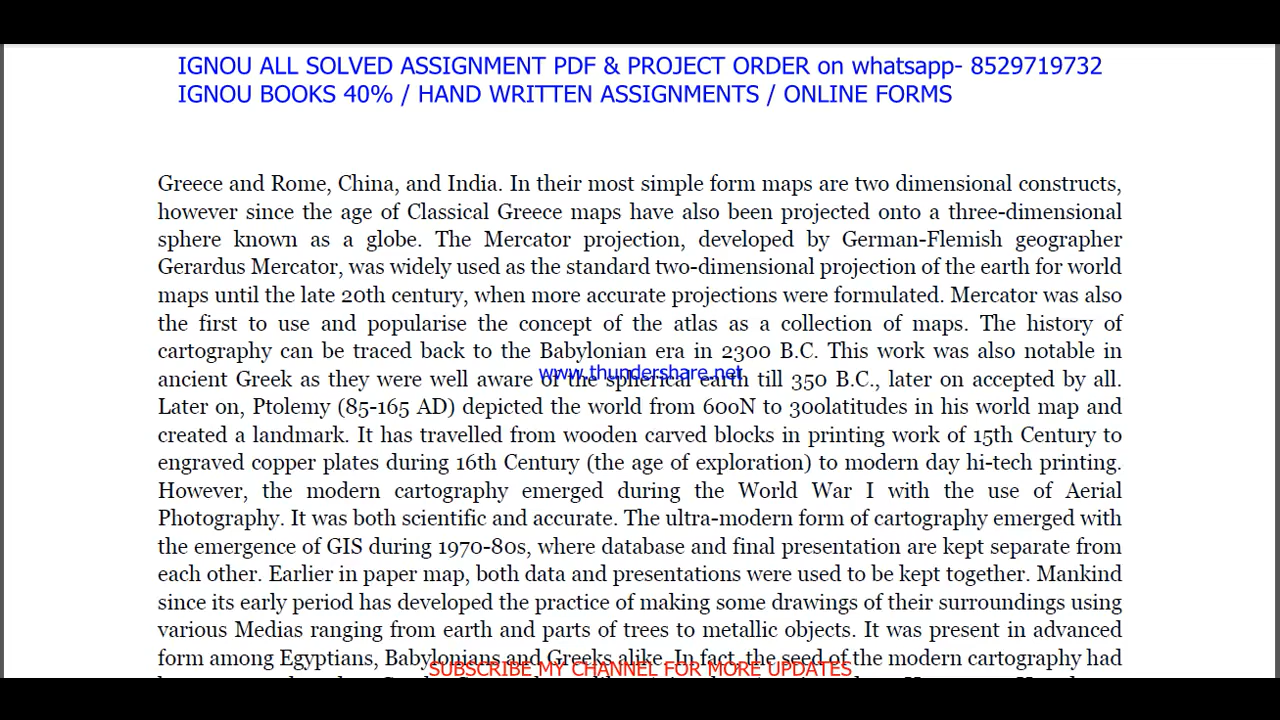 IGNOU ALL SOLVED ASSIGNMENT PDF & PROJECT ORDER on whatsapp- 8529719732
IGNOU BOOKS 40% / HAND WRITTEN ASSIGNMENTS / ONLINE FORMS
Greece and Rome, China, and India. In their most simple form maps are two dimensional constructs,
however since the age of Classical Greece maps have also been projected onto a three-dimensional
sphere known as a globe. The Mercator projection, developed by German-Flemish geographer
Gerardus Mercator, was widely used as the standard two-dimensional projection of the earth for world
maps until the late 20th century, when more accurate projections were formulated. Mercator was also
the first to use and popularise the concept of the atlas as a collection of maps. The history of
cartography can be traced back to the Babylonian era in 2300 B.C. This work was also notable in
www.thundershare.net
ancient Greek as they were well aware of the spherical earth till 350 B.C., later on accepted by all.
Later on, Ptolemy (85-165 AD) depicted the world from 60oN to 30olatitudes in his world map and
created a landmark. It has travelled from wooden carved blocks in printing work of 15th Century to
engraved copper plates during 16th Century (the age of exploration) to modern day hi-tech printing.
However, the modern cartography emerged during the World War I with the use of Aerial
Photography. It was both scientific and accurate. The ultra-modern form of cartography emerged with
the emergence of GIS during 1970-80s, where database and final presentation are kept separate from
each other. Earlier in paper map, both data and presentations were used to be kept together. Mankind
since its early period has developed the practice of making some drawings of their surroundings using
various Medias ranging from earth and parts of trees to metallic objects. It was present in advanced
form among Egyptians, Babylonians and Greeks alike. In fact, the seed of the modern cartography had
SUBSCRIBE MY CHANNEL FOR MORE UPDATES